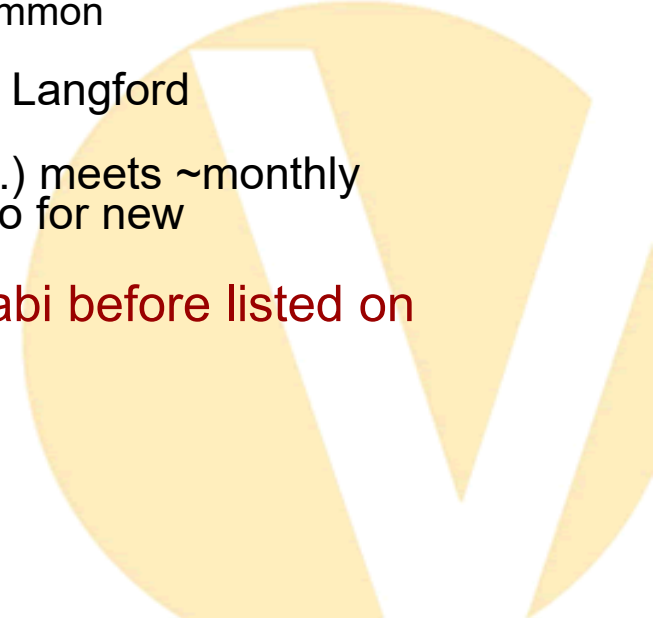 mmon
Langford
.) meets ~monthly
o for new
abi before listed on